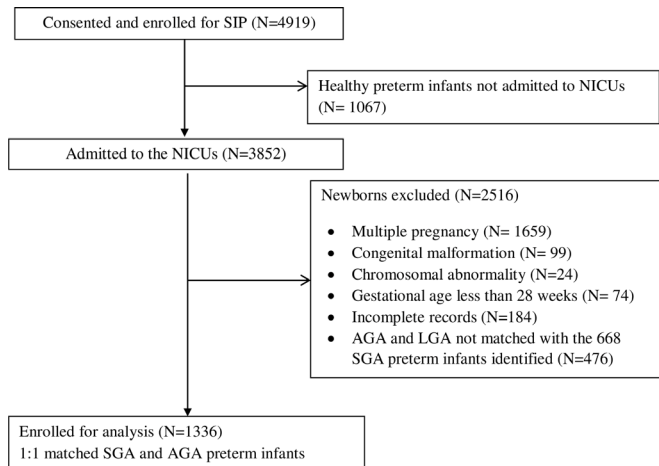 Consented and enrolled for SIP (N=4919)
Healthy preterm infants not admitted to NICUs
(N= 1067)
Admitted to the NICUs (N=3852)
Newborns excluded (N=2516)
• Multiple pregnancy (N= 1659)
• Congenital malformation (N= 99)
• Chromosomal abnormality (N=24)
• Gestational age less than 28 weeks (N= 74)
• Incomplete records (N=184)
• AGA and LGA not matched with the 668
SGA preterm infants identified (N=476)
Enrolled for analysis (N=1336)
1:1 matched SGA and AGA preterm infants